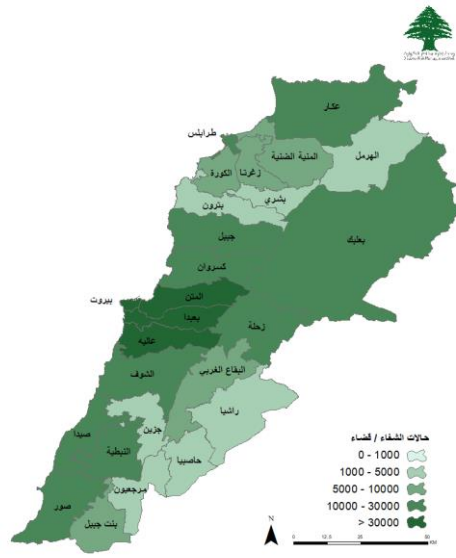 عكار
طرابلس
الهرمل
المنية الضنية
زغرتا
الكورة
بشري
بترون
بعلبك
جبيل
كسروان
المتن
بيروت
بعبدا
زحلة
عاليه
الشوف
البقاع الغربي
راشيا
جزين
صيدا
النبطية
حاصبيا
مرجعيون
صور
بنت جبيل
حالات الشفاء / قضاء
0 - 1000
1000 - 5000
5000 - 10000
10000 - 30000
> 30000
N
KM